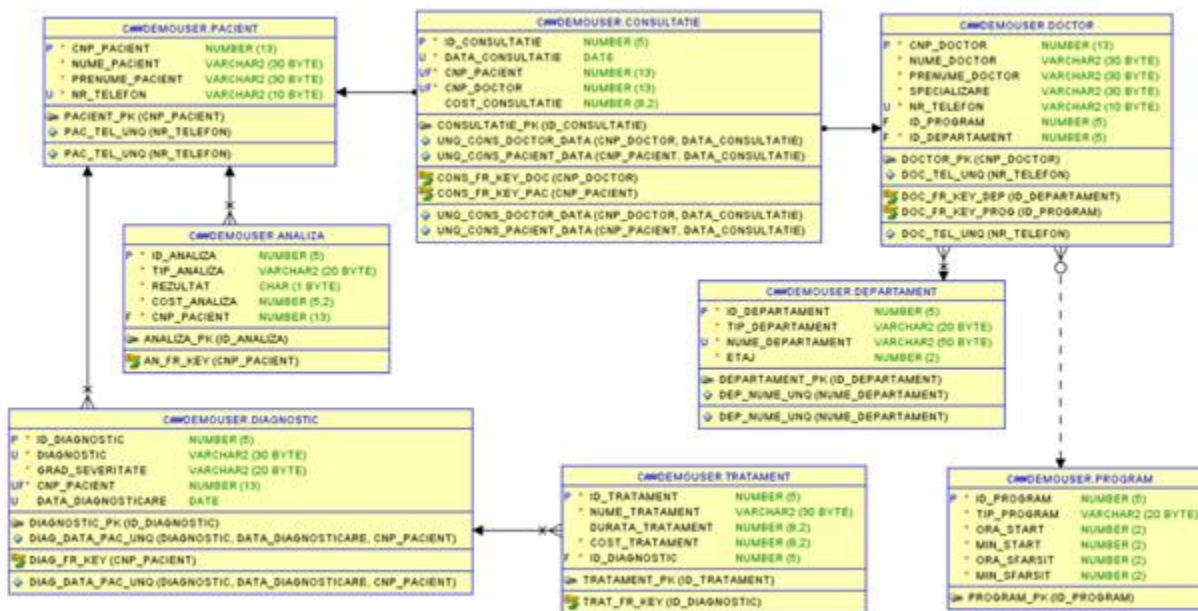 C##DEMOUSER.PACIENT
P * CNP_PACIENT NUMBER (13)
* NUME_PACIENT VARCHAR2 (30 BYTE)
* PRENUME_PACIENT VARCHAR2 (30 BYTE)
U * NR_TELEFON VARCHAR2 (10 BYTE)
PACIENT_PK (CNP_PACIENT)
PAC_TEL_UNQ (NR_TELEFON)
PAC_TEL_UNQ (NR_TELEFON)
C##DEMOUSER.CONSULTATIE
P * ID_CONSULTATIE NUMBER (5)
U * DATA_CONSULTATIE DATE
UF* CNP_PACIENT NUMBER (13)
UF* CNP_DOCTOR NUMBER (13)
COST_CONSULTATIE NUMBER (8,2)
CONSULTATIE_PK (ID_CONSULTATIE)
UNQ_CONS_DOCTOR_DATA (CNP_DOCTOR, DATA_CONSULTATIE)
UNQ_CONS_PACIENT_DATA (CNP_PACIENT, DATA_CONSULTATIE)
CONS_FR_KEY_DOC (CNP_DOCTOR)
CONS_FR_KEY_PAC (CNP_PACIENT)
UNQ_CONS_DOCTOR_DATA (CNP_DOCTOR, DATA_CONSULTATIE)
UNQ_CONS_PACIENT_DATA (CNP_PACIENT, DATA_CONSULTATIE)
C##DEMOUSER.DOCTOR
P * CNP_DOCTOR NUMBER (13)
* NUME_DOCTOR VARCHAR2 (30 BYTE)
* PRENUME_DOCTOR VARCHAR2 (30 BYTE)
* SPECIALIZARE VARCHAR2 (30 BYTE)
U * NR_TELEFON VARCHAR2 (10 BYTE)
F ID_PROGRAM NUMBER (5)
F * ID_DEPARTAMENT NUMBER (5)
DOCTOR_PK (CNP_DOCTOR)
DOC_TEL_UNQ (NR_TELEFON)
DOC_FR_KEY_DEP (ID_DEPARTAMENT)
DOC_FR_KEY_PROG (ID_PROGRAM)
DOC_TEL_UNQ (NR_TELEFON)
C##DEMOUSER.ANALIZA
P * ID_ANALIZA NUMBER (5)
* TIP_ANALIZA VARCHAR2 (20 BYTE)
* REZULTAT CHAR (1 BYTE)
* COST_ANALIZA NUMBER (5,2)
F * CNP_PACIENT NUMBER (13)
ANALIZA_PK (ID_ANALIZA)
AN_FR_KEY (CNP_PACIENT)
C##DEMOUSER.DEPARTAMENT
P * ID_DEPARTAMENT NUMBER (5)
* TIP_DEPARTAMENT VARCHAR2 (20 BYTE)
U * NUME_DEPARTAMENT VARCHAR2 (50 BYTE)
* ETAJ NUMBER (2)
DEPARTAMENT_PK (ID_DEPARTAMENT)
DEP_NUME_UNQ (NUME_DEPARTAMENT)
DEP_NUME_UNQ (NUME_DEPARTAMENT)
C##DEMOUSER.DIAGNOSTIC
P * ID_DIAGNOSTIC NUMBER (5)
U * DIAGNOSTIC VARCHAR2 (30 BYTE)
* GRAD_SEVERITATE VARCHAR2 (20 BYTE)
UF* CNP_PACIENT NUMBER (13)
U DATA_DIAGNOSTICARE DATE
DIAGNOSTIC_PK (ID_DIAGNOSTIC)
DIAG_DATA_PAC_UNQ (DIAGNOSTIC, DATA_DIAGNOSTICARE, CNP_PACIENT)
DIAG_FR_KEY (CNP_PACIENT)
DIAG_DATA_PAC_UNQ (DIAGNOSTIC, DATA_DIAGNOSTICARE, CNP_PACIENT)
C##DEMOUSER.TRATAMENT
P * ID_TRATAMENT NUMBER (5)
* NUME_TRATAMENT VARCHAR2 (30 BYTE)
DURATA_TRATAMENT NUMBER (8,2)
* COST_TRATAMENT NUMBER (8,2)
F * ID_DIAGNOSTIC NUMBER (5)
TRATAMENT_PK (ID_TRATAMENT)
TRAT_FR_KEY (ID_DIAGNOSTIC)
C##DEMOUSER.PROGRAM
P * ID_PROGRAM NUMBER (5)
* TIP_PROGRAM VARCHAR2 (20 BYTE)
* ORA_START NUMBER (2)
* MIN_START NUMBER (2)
* ORA_SFARSIT NUMBER (2)
* MIN_SFARSIT NUMBER (2)
PROGRAM_PK (ID_PROGRAM)